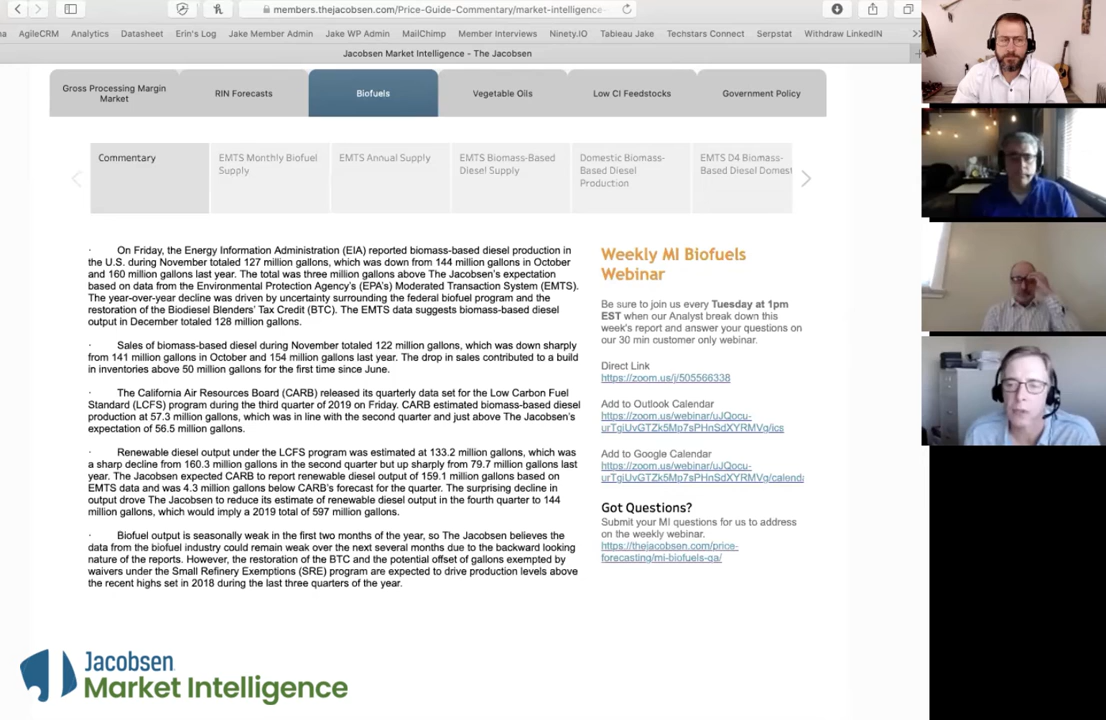 members.thejacobsen.com/Price-Guide-Commentary/market-intelligence-
AgileCRM Analytics Datasheet Erin's Log Jake Member Admin Jake WP Admin MailChimp Member Interviews Ninety.IO Tableau Jake Techstars Connect Serpstat Withdraw LinkedIN
Jacobsen Market Intelligence - The Jacobsen
Gross Processing Margin
Market
RIN Forecasts
Biofuels
Vegetable Oils
Low CI Feedstocks
Government Policy
Commentary
EMTS Monthly Biofuel
Supply
EMTS Annual Supply
EMTS Biomass-Based
Diesel Supply
Domestic Biomass-
Based Diesel
Production
EMTS D4 Biomass-
Based Diesel Domest
· On Friday, the Energy Information Administration (EIA) reported biomass-based diesel production in
the U.S. during November totaled 127 million gallons, which was down from 144 million gallons in October
and 160 million gallons last year. The total was three million gallons above The Jacobsen's expectation
based on data from the Environmental Protection Agency's (EPA's) Moderated Transaction System (EMTS).
The year-over-year decline was driven by uncertainty surrounding the federal biofuel program and the
restoration of the Biodiesel Blenders' Tax Credit (BTC). The EMTS data suggests biomass-based diesel
output in December totaled 128 million gallons.
· Sales of biomass-based diesel during November totaled 122 million gallons, which was down sharply
from 141 million gallons in October and 154 million gallons last year. The drop in sales contributed to a build
in inventories above 50 million gallons for the first time since June.
· The California Air Resources Board (CARB) released its quarterly data set for the Low Carbon Fuel
Standard (LCFS) program during the third quarter of 2019 on Friday. CARB estimated biomass-based diesel
production at 57.3 million gallons, which was in line with the second quarter and just above The Jacobsen's
expectation of 56.5 million gallons.
· Renewable diesel output under the LCFS program was estimated at 133.2 million gallons, which was
a sharp decline from 160.3 million gallons in the second quarter but up sharply from 79.7 million gallons last
year. The Jacobsen expected CARB to report renewable diesel output of 159.1 million gallons based on
EMTS data and was 4.3 million gallons below CARB's forecast for the quarter. The surprising decline in
output drove The Jacobsen to reduce its estimate of renewable diesel output in the fourth quarter to 144
million gallons, which would imply a 2019 total of 597 million gallons.
· Biofuel output is seasonally weak in the first two months of the year, so The Jacobsen believes the
data from the biofuel industry could remain weak over the next several months due to the backward looking
nature of the reports. However, the restoration of the BTC and the potential offset of gallons exempted by
waivers under the Small Refinery Exemptions (SRE) program are expected to drive production levels above
the recent highs set in 2018 during the last three quarters of the year.
Weekly MI Biofuels
Webinar
Be sure to join us every Tuesday at 1pm
EST when our Analyst break down this
week's report and answer your questions on
our 30 min customer only webinar.
Direct Link
https://zoom.us/j/505566338
Add to Outlook Calendar
https://zoom.us/webinar/uJQocu-
urTgiUvGTZk5Mp7sPHnSdXYRMVg/ics
Add to Google Calendar
https://zoom.us/webinar/uJQocu-
urTgiUvGTZk5Mp7sPHnSdXYRMVg/calenda
Got Questions?
Submit your MI questions for us to address
on the weekly webinar.
https://thejacobsen.com/price-
forecasting/mi-biofuels-qa/
Jacobsen
Market Intelligence